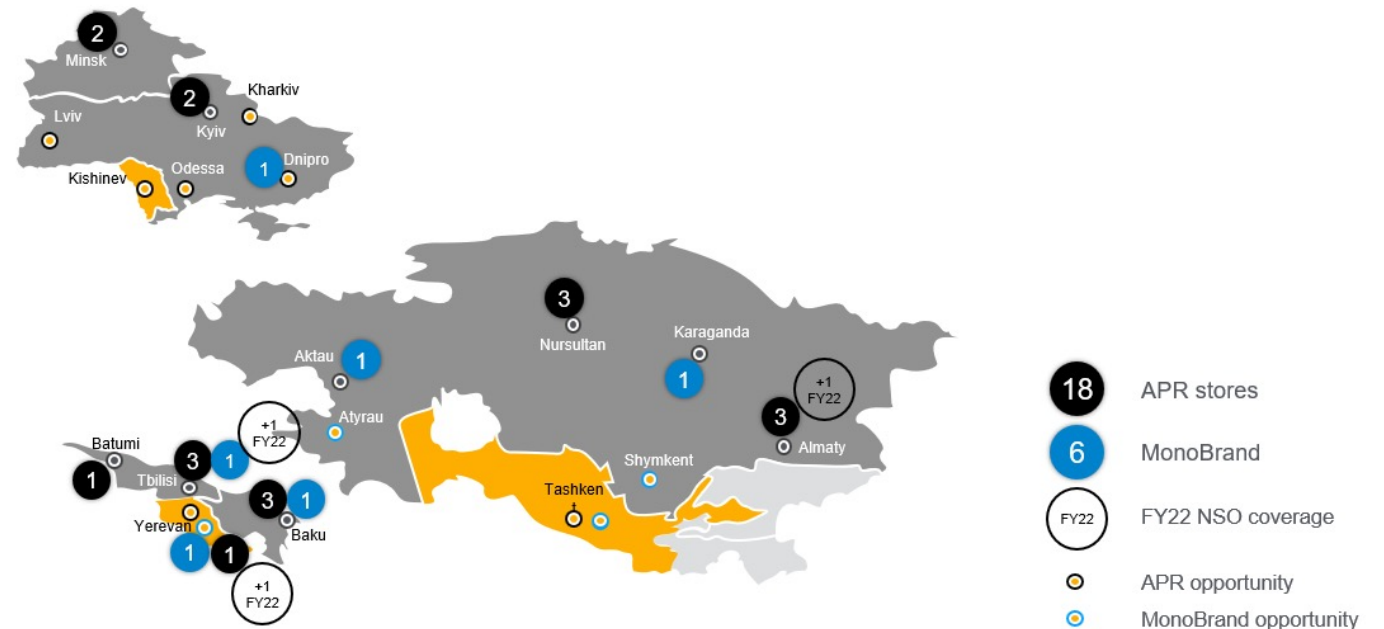 2
Minsk
2
Kyiv
Kharkiv
Lviv
Kishinev
Odessa
1
Dnipro
3
Nursultan
Karaganda
1
Aktau
1
+1
FY22
3
Almaty
+1
FY22
Atyrau
Batumi
1
Tbilisi
3
1
3
1
Baku
Yerevan
1
1
+1
FY22
Shymkent
Tashken
t
18
APR stores
6
MonoBrand
FY22
FY22 NSO coverage
APR opportunity
MonoBrand opportunity